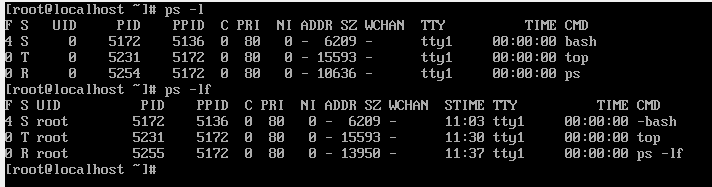 [root@localhost ~]# ps -l
F S   UID     PID    PPID  C PRI  NI ADDR SZ WCHAN  TTY          TIME CMD
4 S     0    5172    5136  0  80   0 -  6209 -      tty1     00:00:00 bash
0 T     0    5231    5172  0  80   0 - 15593 -      tty1     00:00:00 top
0 R     0    5254    5172  0  80   0 - 10636 -      tty1     00:00:00 ps
[root@localhost ~]# ps -lf
F S UID          PID    PPID  C PRI  NI ADDR SZ WCHAN  STIME TTY          TIME CMD
4 S root        5172    5136  0  80   0 -  6209 -      11:03 tty1     00:00:00 -bash
0 T root        5231    5172  0  80   0 - 15593 -      11:30 tty1     00:00:00 top
0 R root        5255    5172  0  80   0 - 13950 -      11:37 tty1     00:00:00 ps -lf
[root@localhost ~]#